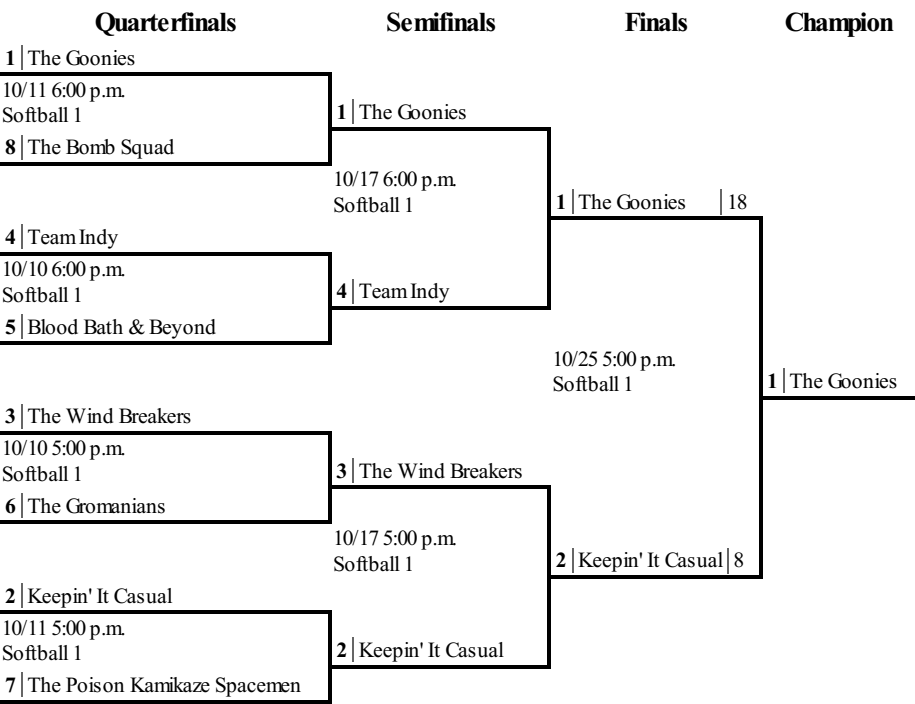 Quarterfinals Semifinals Finals Champion
1 The Goonies
10/11 6:00 p.m.
Softball 1
8 The Bomb Squad
4 Team Indy
10/10 6:00 p.m.
Softball 1
5 Blood Bath & Beyond
3 The Wind Breakers
10/10 5:00 p.m.
Softball 1
6 The Gromanians
2 Keepin' It Casual
10/11 5:00 p.m.
Softball 1
7 The Poison Kamikaze Spacemen
1 The Goonies
10/17 6:00 p.m.
Softball 1
4 Team Indy
3 The Wind Breakers
10/17 5:00 p.m.
Softball 1
2 Keepin' It Casual
1 The Goonies 18
10/25 5:00 p.m.
Softball 1
2 Keepin' It Casual 8
1 The Goonies